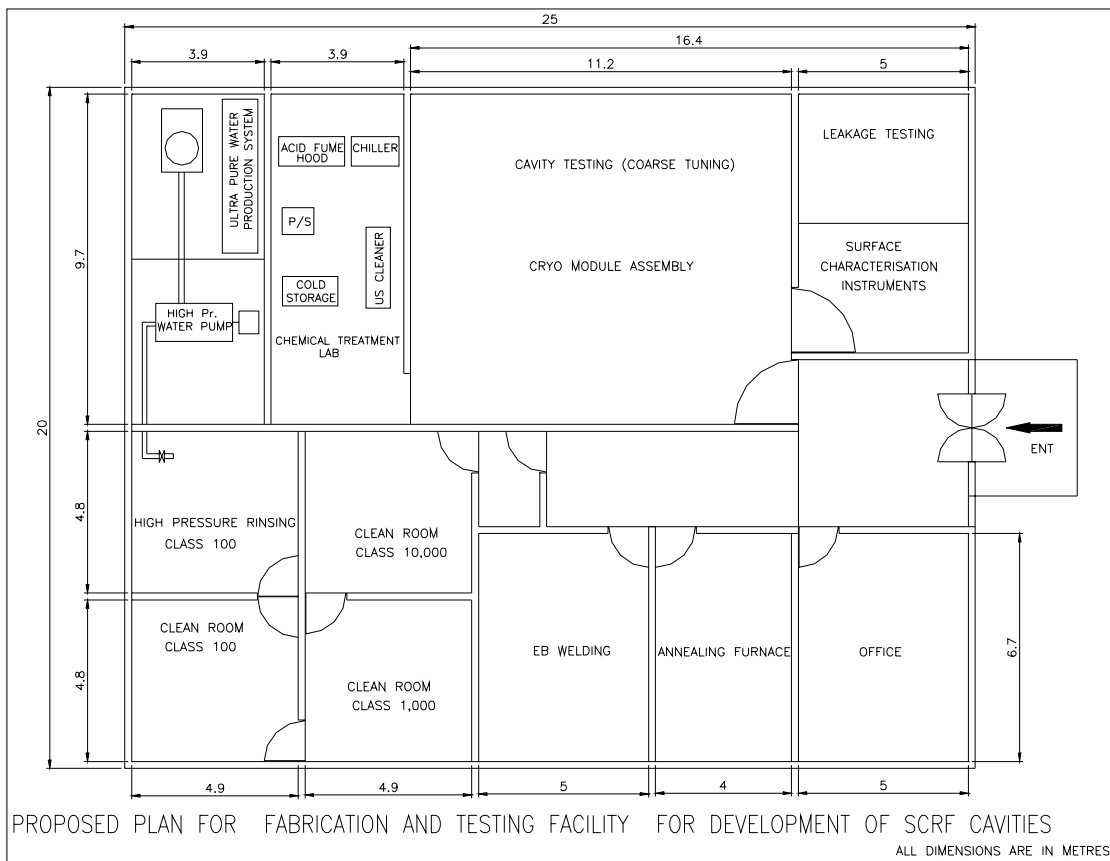 25
16.4
3.9
3.9
11.2
5
20
9.7
4.8
4.8
ULTRA PURE WATER
PRODUCTION SYSTEM
ACID FUME
HOOD
CHILLER
P/S
US CLEANER
COLD
STORAGE
HIGH Pr.
WATER PUMP
CHEMICAL TREATMENT
LAB
CAVITY TESTING (COARSE TUNING)
CRYO MODULE ASSEMBLY
LEAKAGE TESTING
SURFACE
CHARACTERISATION
INSTRUMENTS
ENT
HIGH PRESSURE RINSING
CLASS 100
CLEAN ROOM
CLASS 10,000
CLEAN ROOM
CLASS 100
CLEAN ROOM
CLASS 1,000
EB WELDING
ANNEALING FURNACE
OFFICE
6.7
4.9
4.9
5
4
5
PROPOSED PLAN FOR FABRICATION AND TESTING FACILITY FOR DEVELOPMENT OF SCRF CAVITIES
ALL DIMENSIONS ARE IN METRES